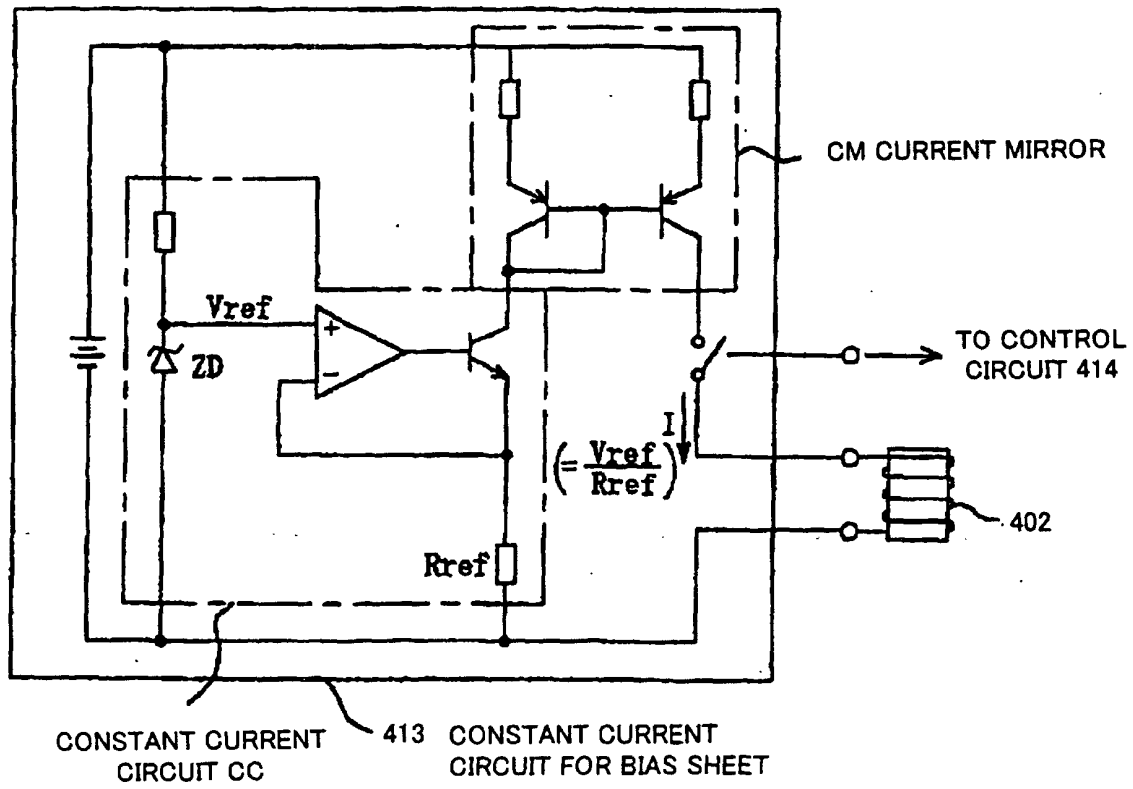 CM CURRENT MIRROR
Vref
+
−
ZD
TO CONTROL
CIRCUIT 414
I
(= Vref / Rref)
402
Rref
CONSTANT CURRENT
CIRCUIT CC
413 CONSTANT CURRENT
CIRCUIT FOR BIAS SHEET